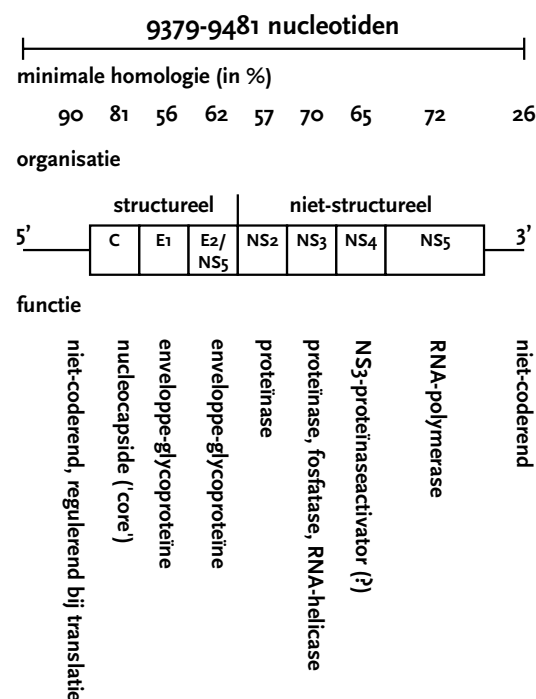 9379-9481 nucleotiden
minimale homologie (in %)
90 81 56 62 57 70 65 72 26
organisatie
structureel niet-structureel
5’ 3’
C E1 E2/ NS2 NS3 NS4 NS5
NS5
functie
niet-coderend, regulerend bij translatie
nucleocapside ('core')
enveloppe-glycoproteïne
enveloppe-glycoproteïne
proteïnase
proteïnase, fosfatase, RNA-helicase
NS3-proteïnaseactivator (?)
RNA-polymerase
niet-coderend